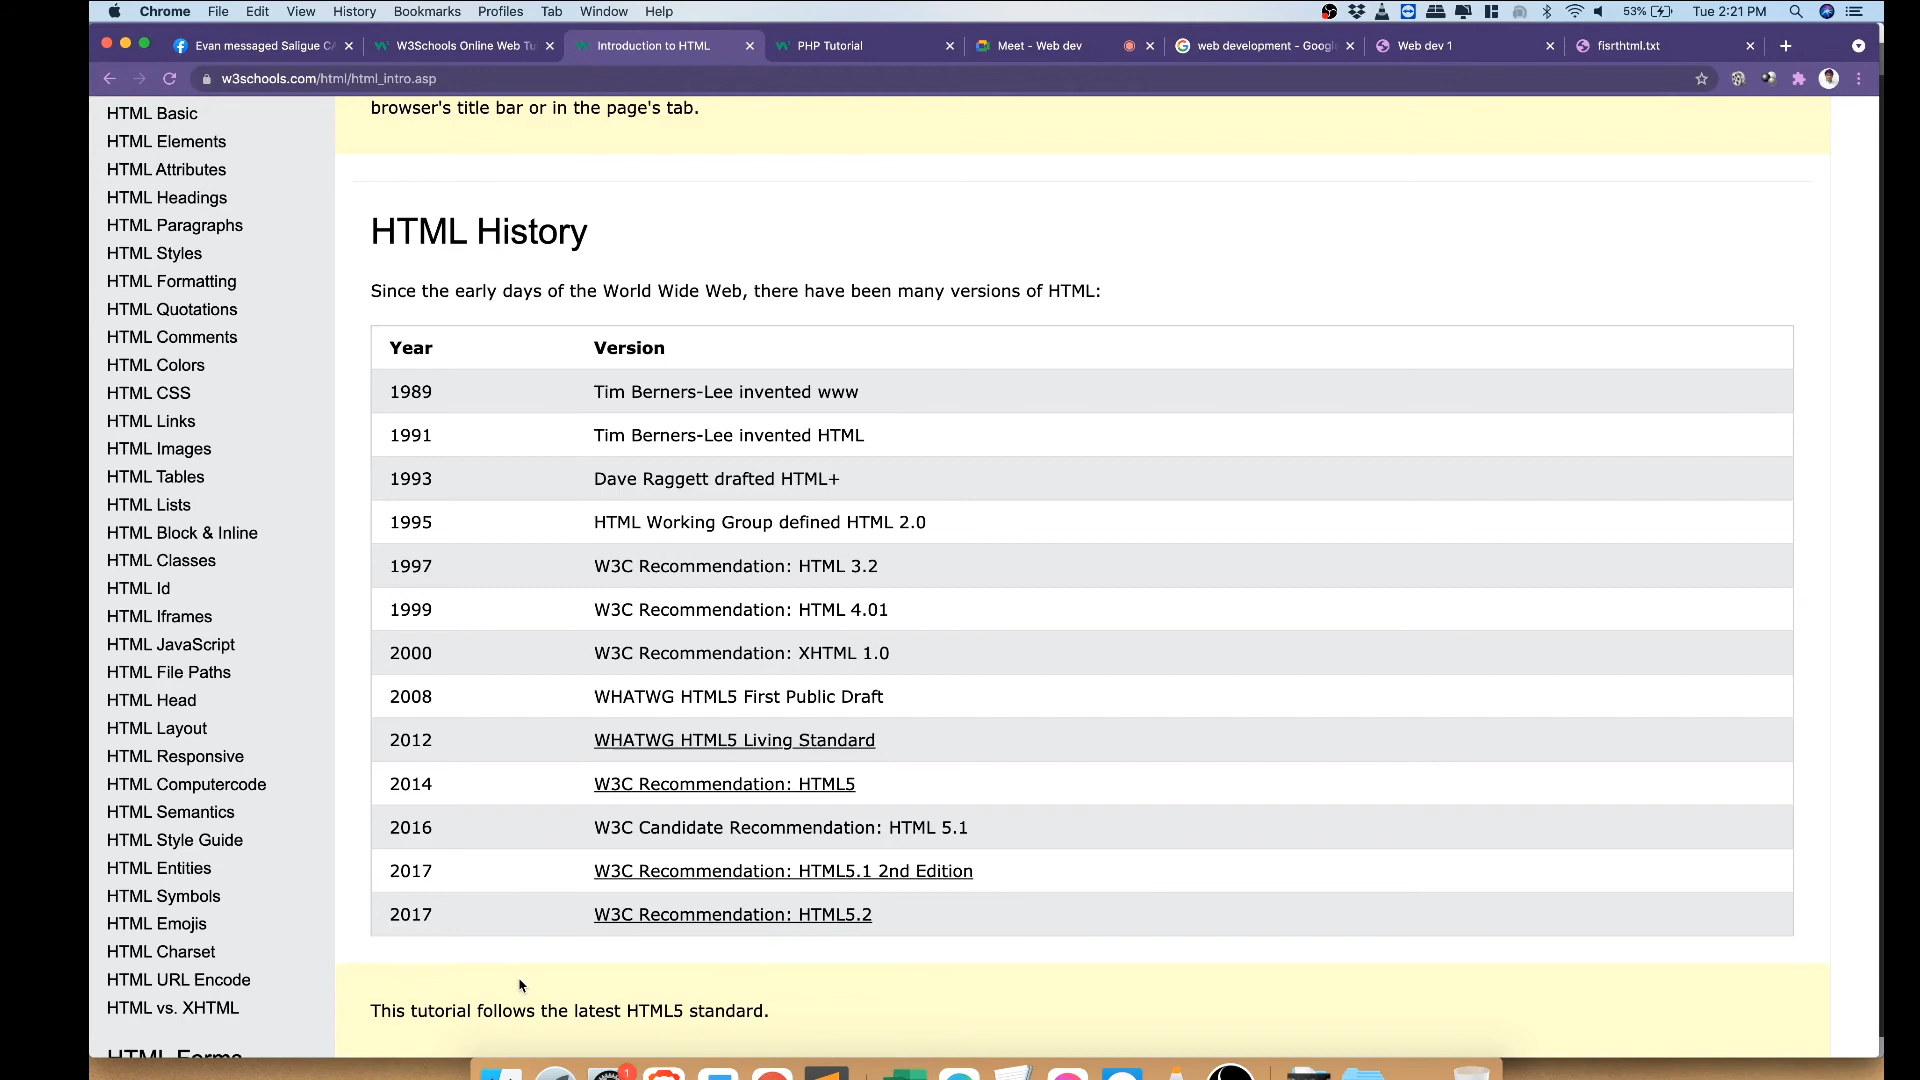 Chrome File Edit View History Bookmarks Profiles Tab Window Help 53% Tue 2:21 PM
Evan messaged Saligue CA W3Schools Online Web Tu Introduction to HTML PHP Tutorial Meet - Web dev web development - Google Web dev 1 fisrthtml.txt
w3schools.com/html/html_intro.asp
HTML Basic
HTML Elements
HTML Attributes
HTML Headings
HTML Paragraphs
HTML Styles
HTML Formatting
HTML Quotations
HTML Comments
HTML Colors
HTML CSS
HTML Links
HTML Images
HTML Tables
HTML Lists
HTML Block & Inline
HTML Classes
HTML Id
HTML Iframes
HTML JavaScript
HTML File Paths
HTML Head
HTML Layout
HTML Responsive
HTML Computercode
HTML Semantics
HTML Style Guide
HTML Entities
HTML Symbols
HTML Emojis
HTML Charset
HTML URL Encode
HTML vs. XHTML
HTML Forms
browser's title bar or in the page's tab.
HTML History
Since the early days of the World Wide Web, there have been many versions of HTML:
Year Version
1989 Tim Berners-Lee invented www
1991 Tim Berners-Lee invented HTML
1993 Dave Raggett drafted HTML+
1995 HTML Working Group defined HTML 2.0
1997 W3C Recommendation: HTML 3.2
1999 W3C Recommendation: HTML 4.01
2000 W3C Recommendation: XHTML 1.0
2008 WHATWG HTML5 First Public Draft
2012 WHATWG HTML5 Living Standard
2014 W3C Recommendation: HTML5
2016 W3C Candidate Recommendation: HTML 5.1
2017 W3C Recommendation: HTML5.1 2nd Edition
2017 W3C Recommendation: HTML5.2
This tutorial follows the latest HTML5 standard.
1